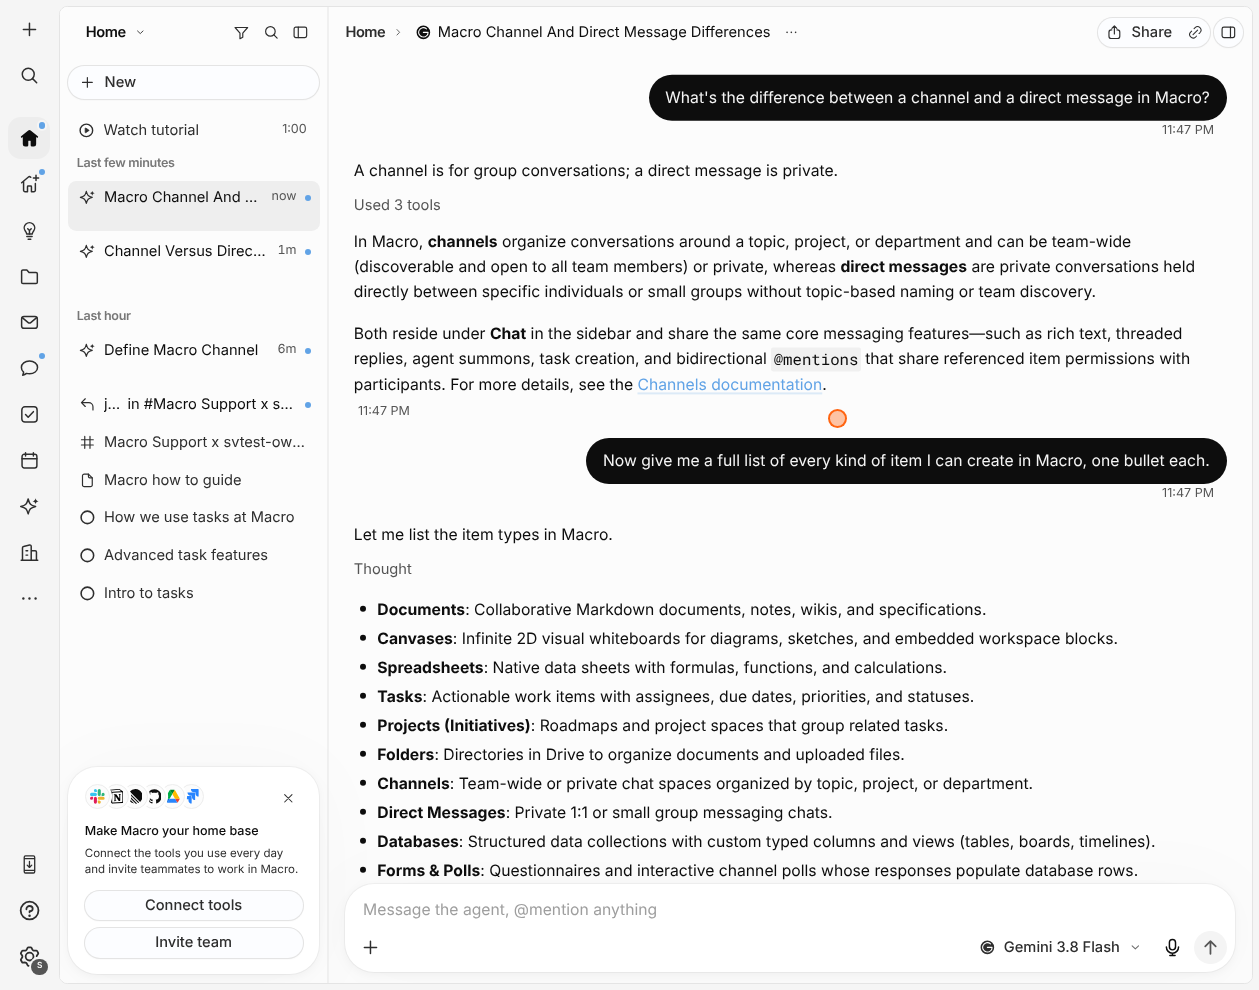 Home
New
Watch tutorial 1:00
Last few minutes
Macro Channel And ... now
Channel Versus Direc... 1m
Last hour
Define Macro Channel 6m
j... in #Macro Support x s...
Macro Support x svtest-ow...
Macro how to guide
How we use tasks at Macro
Advanced task features
Intro to tasks
Make Macro your home base
Connect the tools you use every day
and invite teammates to work in Macro.
Connect tools
Invite team
S
Home Macro Channel And Direct Message Differences ...
Share
What's the difference between a channel and a direct message in Macro?
11:47 PM
A channel is for group conversations; a direct message is private.
Used 3 tools
In Macro, channels organize conversations around a topic, project, or department and can be team-wide
(discoverable and open to all team members) or private, whereas direct messages are private conversations held
directly between specific individuals or small groups without topic-based naming or team discovery.
Both reside under Chat in the sidebar and share the same core messaging features—such as rich text, threaded
replies, agent summons, task creation, and bidirectional @mentions that share referenced item permissions with
participants. For more details, see the Channels documentation.
11:47 PM
Now give me a full list of every kind of item I can create in Macro, one bullet each.
11:47 PM
Let me list the item types in Macro.
Thought
• Documents: Collaborative Markdown documents, notes, wikis, and specifications.
• Canvases: Infinite 2D visual whiteboards for diagrams, sketches, and embedded workspace blocks.
• Spreadsheets: Native data sheets with formulas, functions, and calculations.
• Tasks: Actionable work items with assignees, due dates, priorities, and statuses.
• Projects (Initiatives): Roadmaps and project spaces that group related tasks.
• Folders: Directories in Drive to organize documents and uploaded files.
• Channels: Team-wide or private chat spaces organized by topic, project, or department.
• Direct Messages: Private 1:1 or small group messaging chats.
• Databases: Structured data collections with custom typed columns and views (tables, boards, timelines).
• Forms & Polls: Questionnaires and interactive channel polls whose responses populate database rows.
Message the agent, @mention anything
Gemini 3.8 Flash